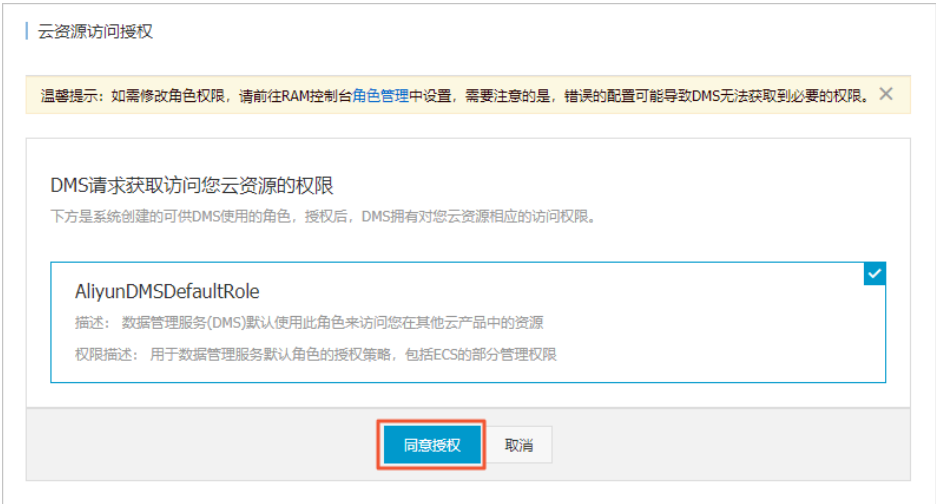 云资源访问授权
温馨提示：如需修改角色权限，请前往RAM控制台角色管理中设置，需要注意的是，错误的配置可能导致DMS无法获取到必要的权限。
DMS请求获取访问您云资源的权限
下方是系统创建的可供DMS使用的角色，授权后，DMS拥有对您云资源相应的访问权限。
AliyunDMSDefaultRole
描述： 数据管理服务(DMS)默认使用此角色来访问您在其他云产品中的资源
权限描述： 用于数据管理服务默认角色的授权策略，包括ECS的部分管理权限
同意授权 取消